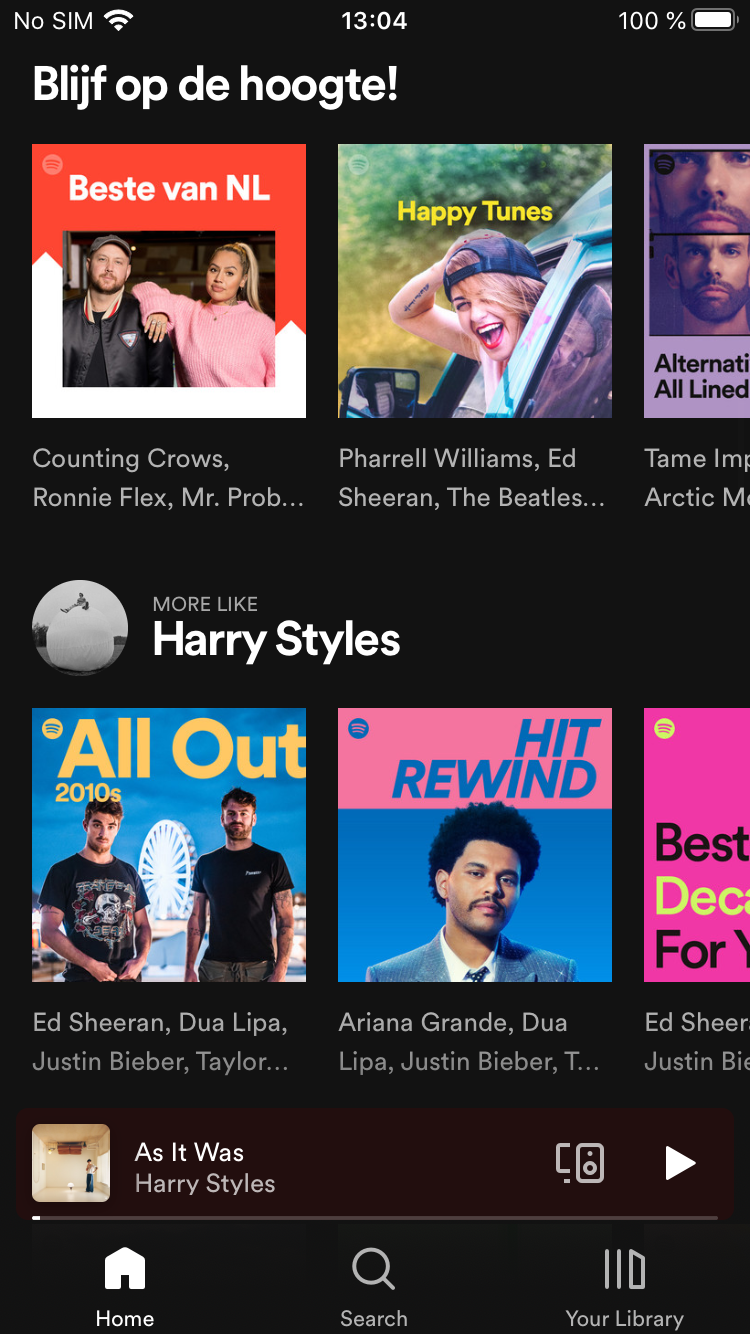 No SIM 13:04 100 %
Blijf op de hoogte!
Beste van NL
Happy Tunes
Alternati
All Lined
Counting Crows,
Ronnie Flex, Mr. Prob...
Pharrell Williams, Ed
Sheeran, The Beatles...
Tame Imp
Arctic Mo
MORE LIKE
Harry Styles
All Out
2010s
HIT
REWIND
Best
Deca
For Y
Ed Sheeran, Dua Lipa,
Justin Bieber, Taylor...
Ariana Grande, Dua
Lipa, Justin Bieber, T...
Ed Sheera
Justin Bie
As It Was
Harry Styles
Home
Search
Your Library